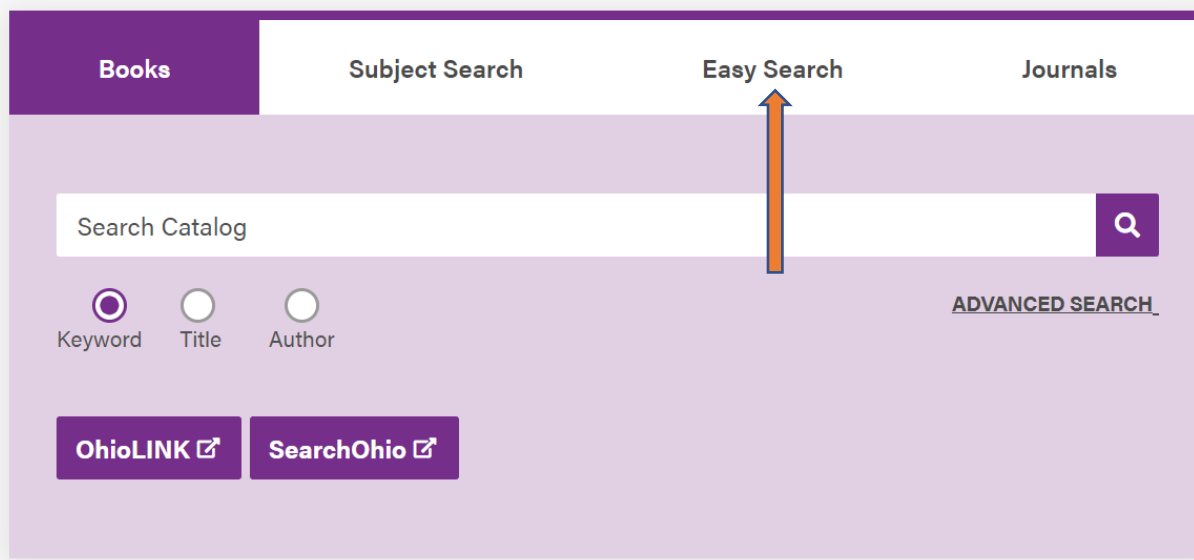 Books Subject Search Easy Search Journals
Search Catalog
ADVANCED SEARCH
Keyword Title Author
OhioLINK SearchOhio